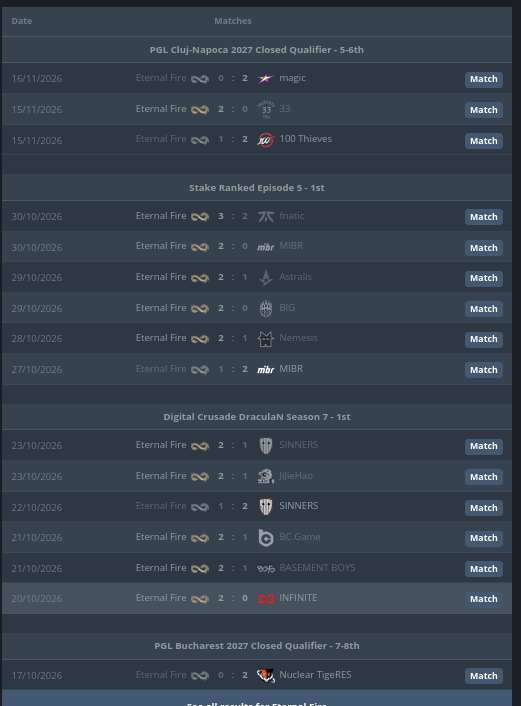 Date Matches
PGL Cluj-Napoca 2027 Closed Qualifier - 5-6th
16/11/2026 Eternal Fire 0 : 2 magic Match
15/11/2026 Eternal Fire 2 : 0 33 Match
15/11/2026 Eternal Fire 1 : 2 100 Thieves Match
Stake Ranked Episode 5 - 1st
30/10/2026 Eternal Fire 3 : 2 fnatic Match
30/10/2026 Eternal Fire 2 : 0 mibr MIBR Match
29/10/2026 Eternal Fire 2 : 1 Astralis Match
29/10/2026 Eternal Fire 2 : 0 BIG Match
28/10/2026 Eternal Fire 2 : 1 Nemesis Match
27/10/2026 Eternal Fire 1 : 2 mibr MIBR Match
Digital Crusade DraculaN Season 7 - 1st
23/10/2026 Eternal Fire 2 : 1 SINNERS Match
23/10/2026 Eternal Fire 2 : 1 JiJieHao Match
22/10/2026 Eternal Fire 1 : 2 SINNERS Match
21/10/2026 Eternal Fire 2 : 1 BC.Game Match
21/10/2026 Eternal Fire 2 : 1 BASEMENT BOYS Match
20/10/2026 Eternal Fire 2 : 0 INFINITE Match
PGL Bucharest 2027 Closed Qualifier - 7-8th
17/10/2026 Eternal Fire 0 : 2 Nuclear TigeRES Match
See all results for Eternal Fire